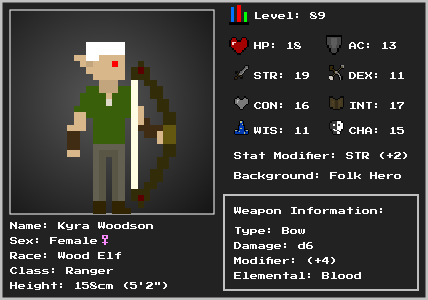 Level: 89
HP: 18
AC: 13
STR: 19
DEX: 11
CON: 16
INT: 17
WIS: 11
CHA: 15
Stat Modifier: STR (+2)
Background: Folk Hero
Name: Kyra Woodson
Sex: Female♀
Race: Wood Elf
Class: Ranger
Height: 158cm (5'2")
Weapon Information:
Type: Bow
Damage: d6
Modifier: (+4)
Elemental: Blood